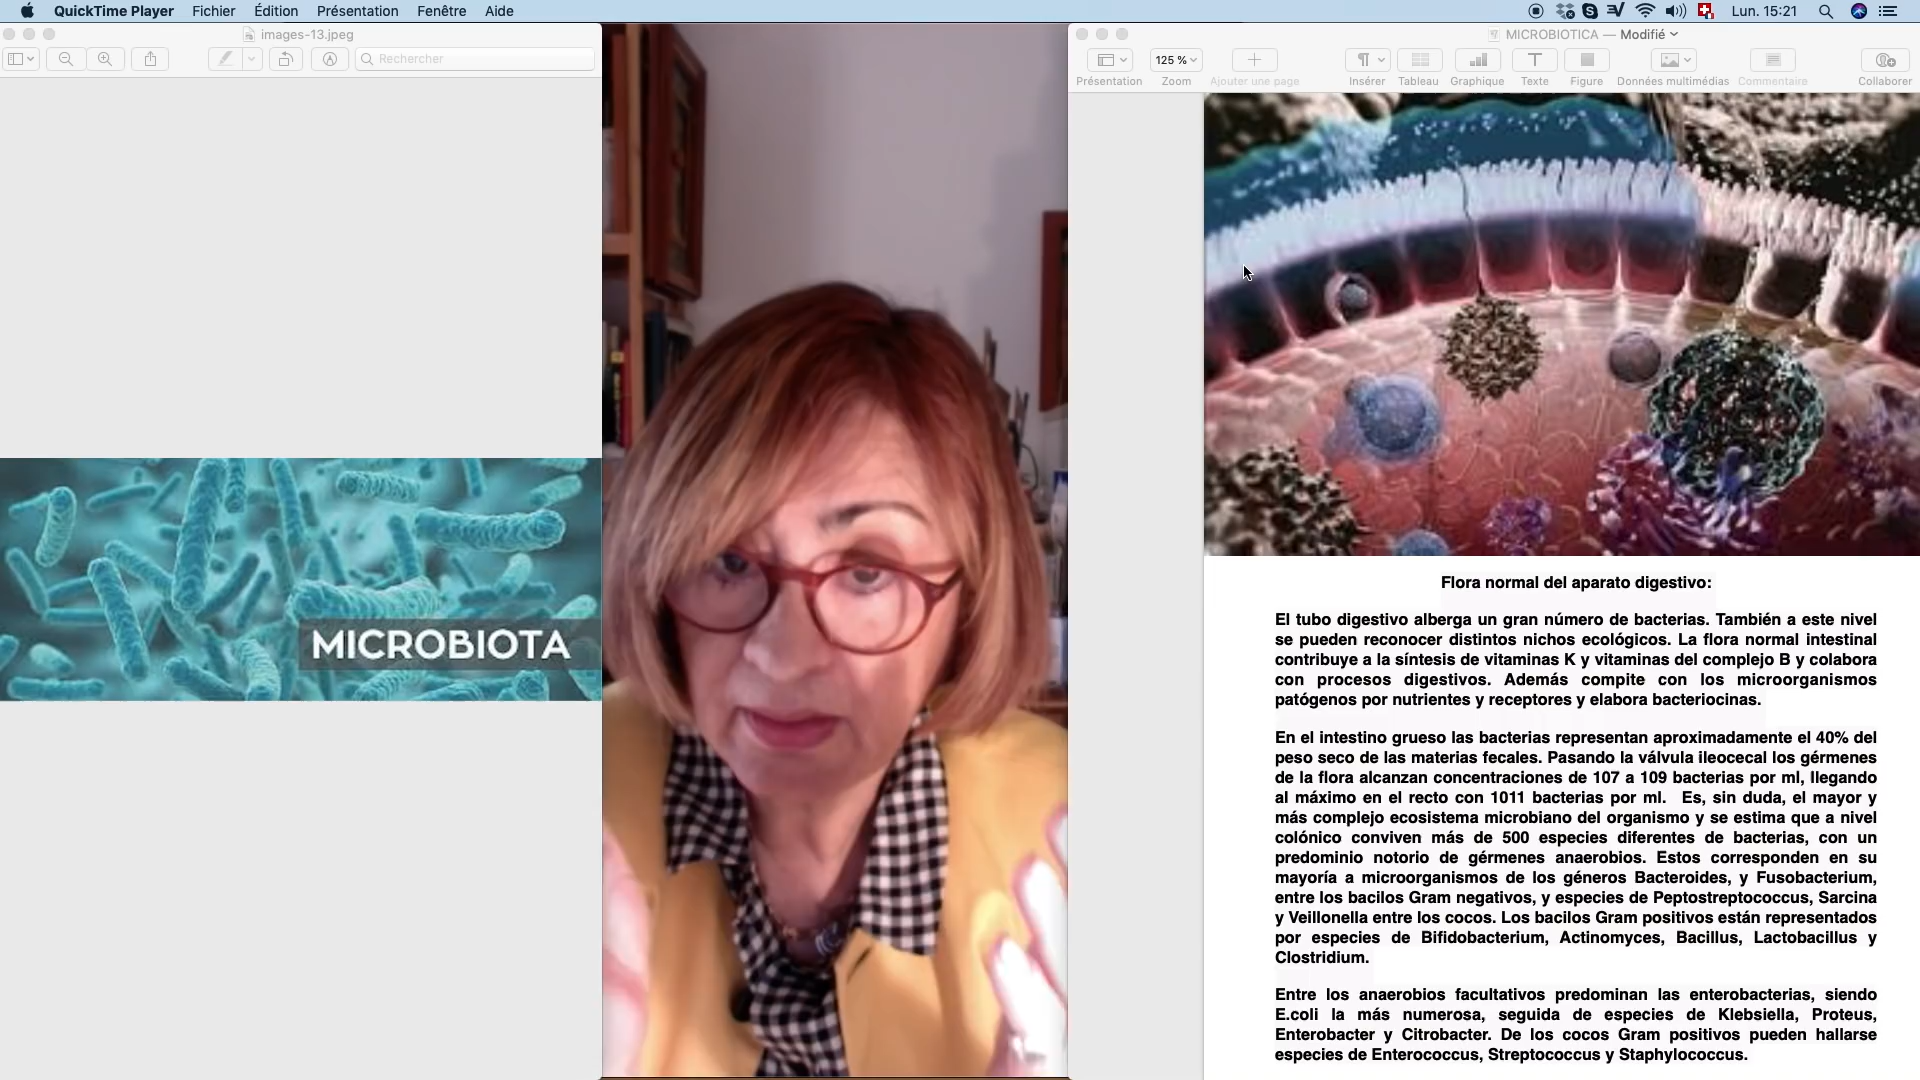 QuickTime Player Fichier Édition Présentation Fenêtre Aide
Lun. 15:21
images-13.jpeg
Rechercher
MICROBIOTA
MICROBIOTICA — Modifié
125 %
Présentation Zoom Ajouter une page Insérer Tableau Graphique Texte Figure Données multimédias Commentaire Collaborer
Flora normal del aparato digestivo:
El tubo digestivo alberga un gran número de bacterias. También a este nivel
se pueden reconocer distintos nichos ecológicos. La flora normal intestinal
contribuye a la síntesis de vitaminas K y vitaminas del complejo B y colabora
con procesos digestivos. Además compite con los microorganismos
patógenos por nutrientes y receptores y elabora bacteriocinas.
En el intestino grueso las bacterias representan aproximadamente el 40% del
peso seco de las materias fecales. Pasando la válvula ileocecal los gérmenes
de la flora alcanzan concentraciones de 107 a 109 bacterias por ml, llegando
al máximo en el recto con 1011 bacterias por ml. Es, sin duda, el mayor y
más complejo ecosistema microbiano del organismo y se estima que a nivel
colónico conviven más de 500 especies diferentes de bacterias, con un
predominio notorio de gérmenes anaerobios. Estos corresponden en su
mayoría a microorganismos de los géneros Bacteroides, y Fusobacterium,
entre los bacilos Gram negativos, y especies de Peptostreptococcus, Sarcina
y Veillonella entre los cocos. Los bacilos Gram positivos están representados
por especies de Bifidobacterium, Actinomyces, Bacillus, Lactobacillus y
Clostridium.
Entre los anaerobios facultativos predominan las enterobacterias, siendo
E.coli la más numerosa, seguida de especies de Klebsiella, Proteus,
Enterobacter y Citrobacter. De los cocos Gram positivos pueden hallarse
especies de Enterococcus, Streptococcus y Staphylococcus.